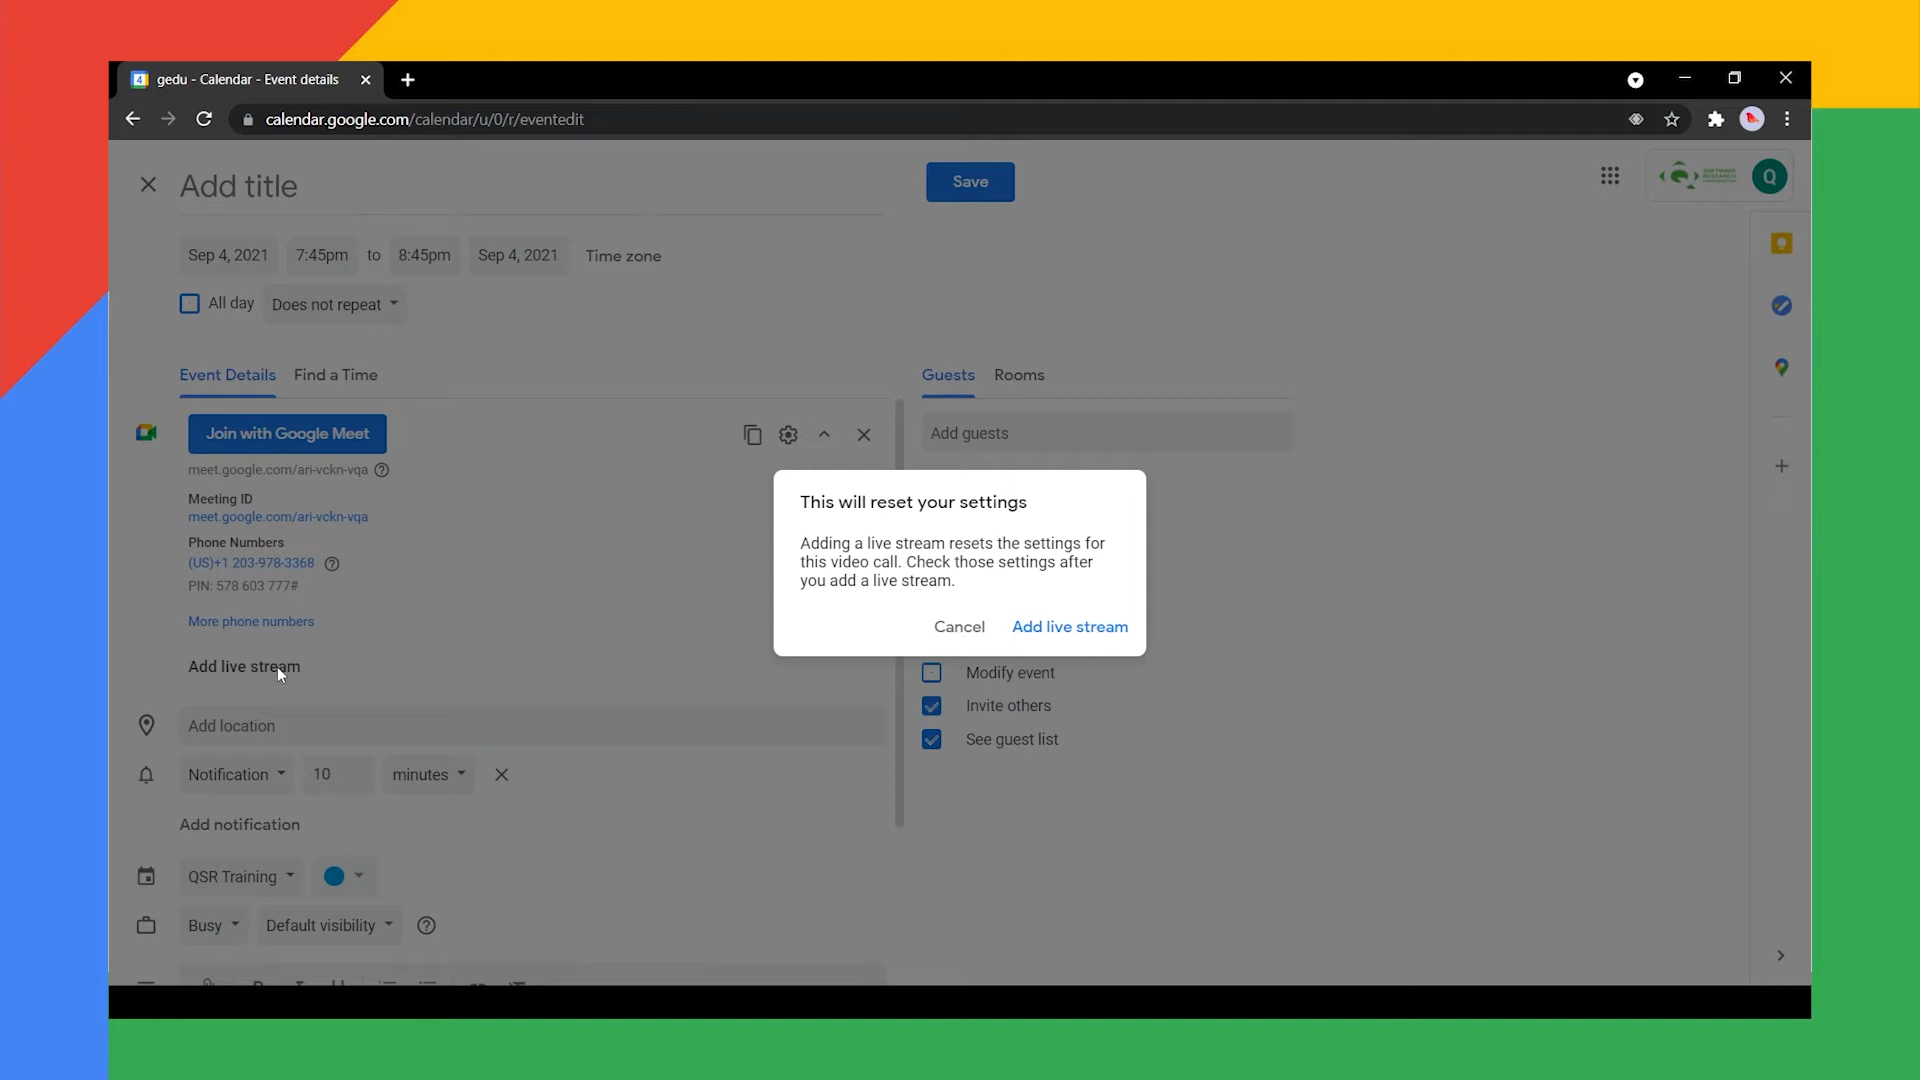 gedu - Calendar - Event details
calendar.google.com/calendar/u/0/r/eventedit
Add title
Save
SOFTWARE
RESEARCH
Q
Sep 4, 2021 7:45pm to 8:45pm Sep 4, 2021 Time zone
All day Does not repeat
Event Details Find a Time
Guests Rooms
Join with Google Meet
Add guests
meet.google.com/ari-vckn-vqa
Meeting ID
meet.google.com/ari-vckn-vqa
Phone Numbers
(US)+1 203-978-3368
PIN: 578 603 777#
More phone numbers
Add live stream
This will reset your settings
Adding a live stream resets the settings for
this video call. Check those settings after
you add a live stream.
Cancel Add live stream
Modify event
Invite others
See guest list
Add location
Notification 10 minutes
Add notification
QSR Training
Busy Default visibility